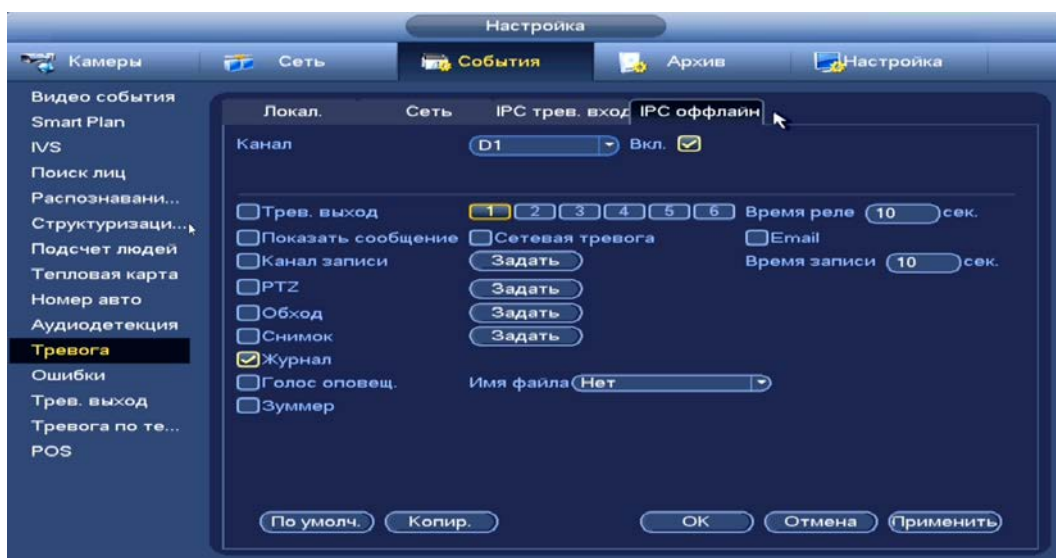 Настройка
Камеры Сеть События Архив Настройка
Видео события
Smart Plan
IVS
Поиск лиц
Распознавани...
Структуризаци...
Подсчет людей
Тепловая карта
Номер авто
Аудиодетекция
Тревога
Ошибки
Трев. выход
Тревога по те...
POS
Локал. Сеть IPC трев. вход IPC оффлайн
Канал D1 Вкл.
Трев. выход 1 2 3 4 5 6 Время реле 10 сек.
Показать сообщение Сетевая тревога Email
Канал записи Задать Время записи 10 сек.
PTZ Задать
Обход Задать
Снимок Задать
Журнал
Голос оповещ. Имя файла Нет
Зуммер
По умолч. Копир. OK Отмена Применить